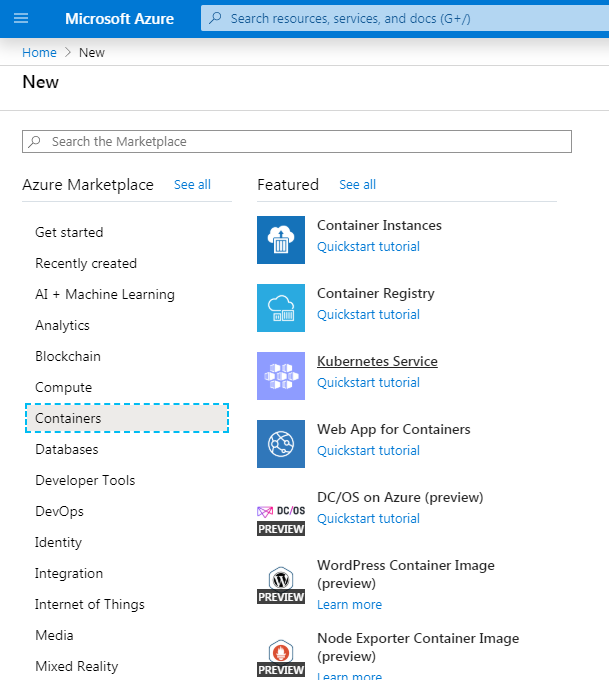 Microsoft Azure
Search resources, services, and docs (G+/)
Home > New
New
Search the Marketplace
Azure Marketplace See all
Get started
Recently created
AI + Machine Learning
Analytics
Blockchain
Compute
Containers
Databases
Developer Tools
DevOps
Identity
Integration
Internet of Things
Media
Mixed Reality
Featured See all
Container Instances
Quickstart tutorial
Container Registry
Quickstart tutorial
Kubernetes Service
Quickstart tutorial
Web App for Containers
Quickstart tutorial
DC/OS
PREVIEW
DC/OS on Azure (preview)
Quickstart tutorial
PREVIEW
WordPress Container Image
(preview)
Learn more
PREVIEW
Node Exporter Container Image
(preview)
Learn more